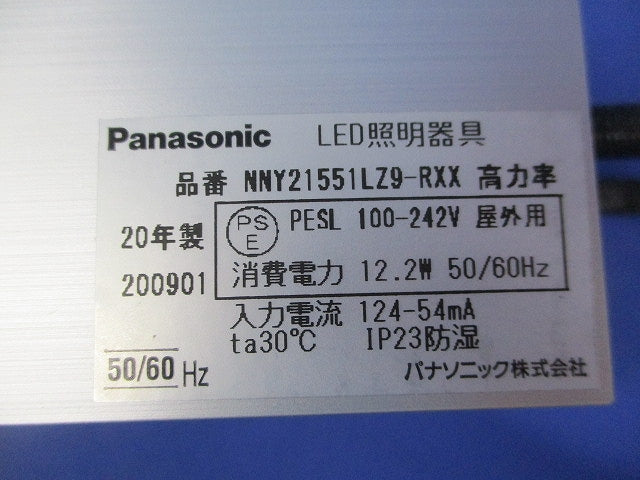 Panasonic LED照明器具
品番 NNY21551LZ9-RXX 高力率
20年製
200901
PS
E
PESL 100-242V 屋外用
消費電力 12.2W 50/60Hz
入力電流 124-54mA
ta30℃ IP23防湿
50/60 Hz
パナソニック株式会社